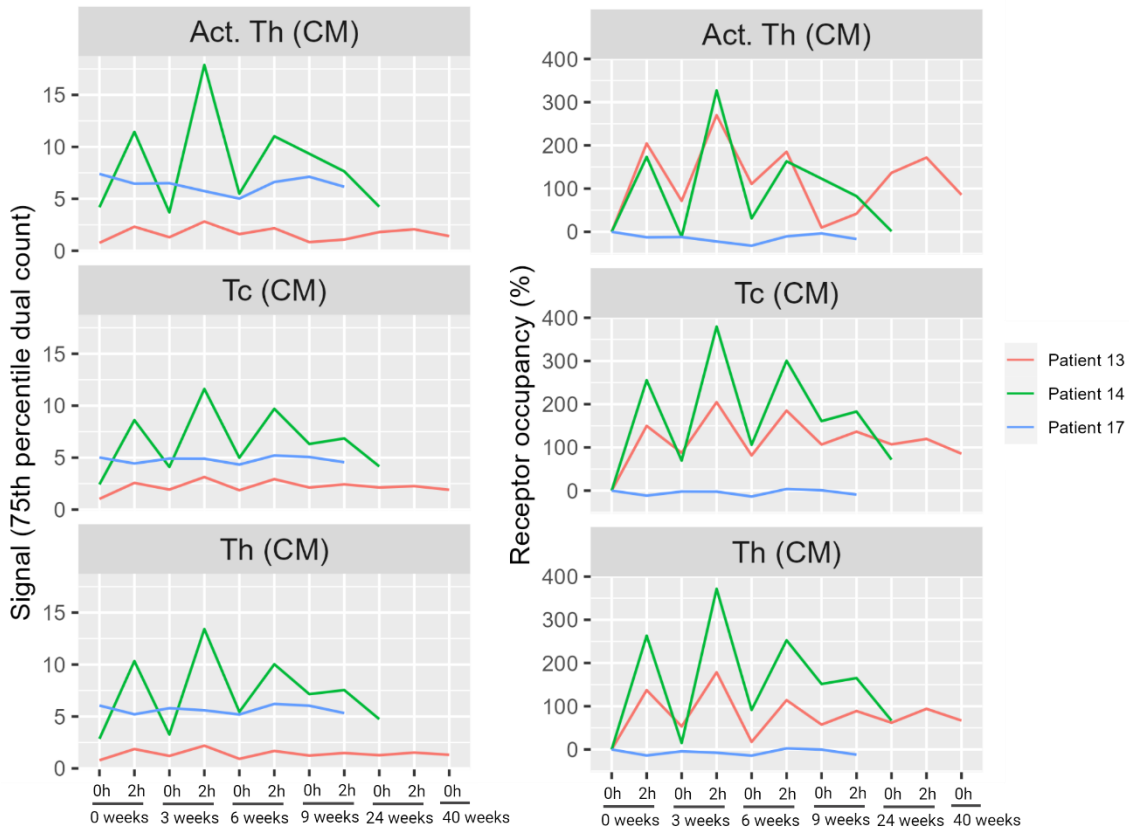 Act. Th (CM)
15
10
5
0
Tc (CM)
15
10
5
0
Th (CM)
15
10
5
0
Signal (75th percentile dual count)
0h 2h 0h 2h 0h 2h 0h 2h 0h 2h 0h
0 weeks 3 weeks 6 weeks 9 weeks 24 weeks 40 weeks
Act. Th (CM)
400
300
200
100
0
Tc (CM)
400
300
200
100
0
Th (CM)
400
300
200
100
0
Receptor occupancy (%)
0h 2h 0h 2h 0h 2h 0h 2h 0h 2h 0h
0 weeks 3 weeks 6 weeks 9 weeks 24 weeks 40 weeks
Patient 13
Patient 14
Patient 17